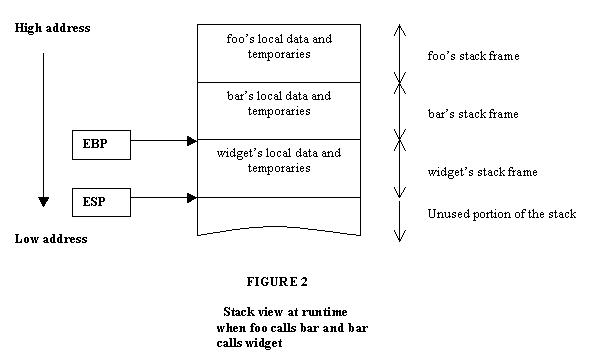 High address
foo's local data and
temporaries
foo's stack frame
bar's local data and
temporaries
bar's stack frame
EBP
widget's local data and
temporaries
widget's stack frame
ESP
Unused portion of the stack
Low address
FIGURE 2
Stack view at runtime
when foo calls bar and bar
calls widget